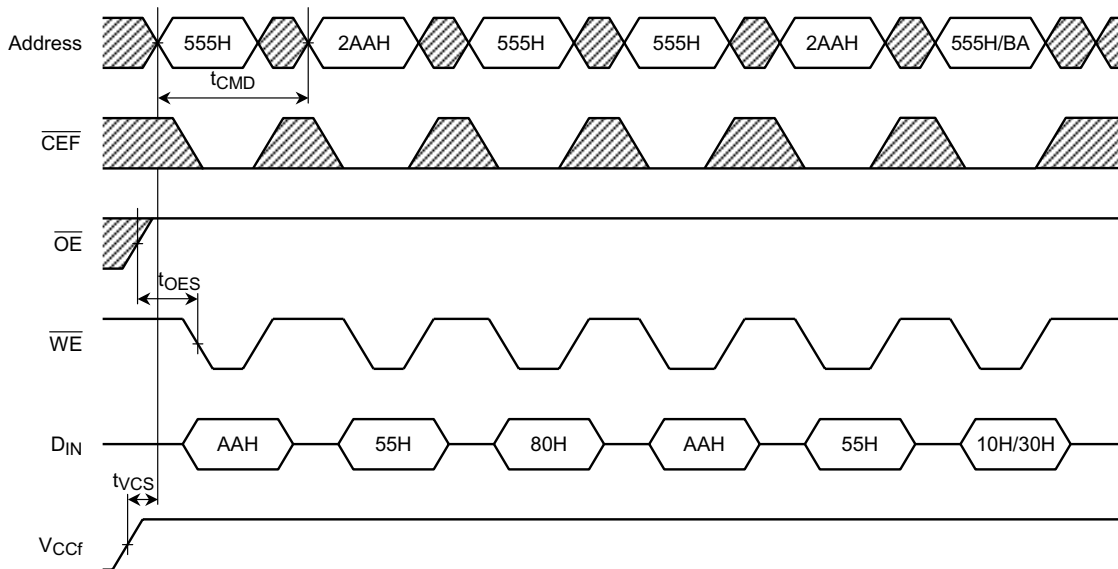 Address 555H 2AAH 555H 555H 2AAH 555H/BA
tCMD
CEF
OE
tOES
WE
DIN AAH 55H 80H AAH 55H 10H/30H
tVCS
VCCf